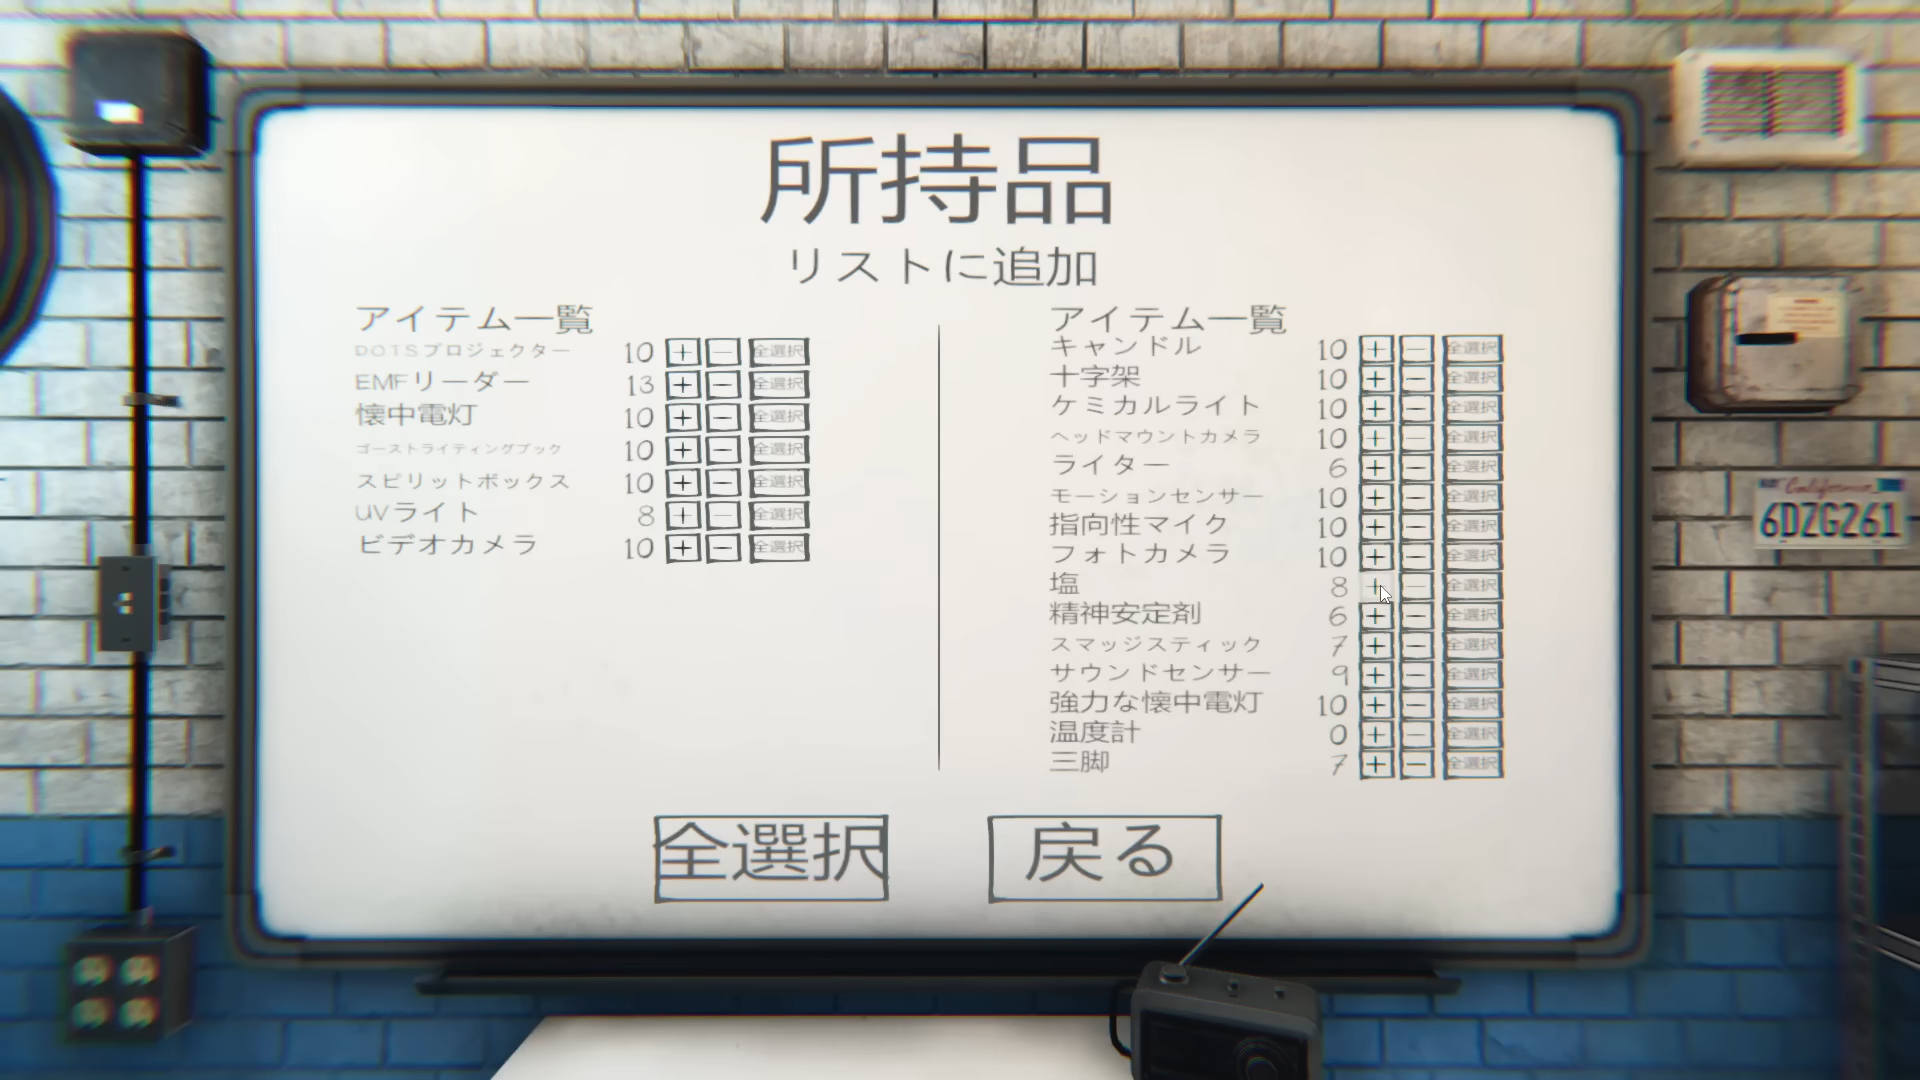 所持品
リストに追加
アイテム一覧
DOTSプロジェクター 10 + - 全選択
EMFリーダー 13 + - 全選択
懐中電灯 10 + - 全選択
ゴーストライティングブック 10 + - 全選択
スピリットボックス 10 + - 全選択
UVライト 8 + - 全選択
ビデオカメラ 10 + - 全選択
アイテム一覧
キャンドル 10 + - 全選択
十字架 10 + - 全選択
ケミカルライト 10 + - 全選択
ヘッドマウントカメラ 10 + - 全選択
ライター 6 + - 全選択
モーションセンサー 10 + - 全選択
指向性マイク 10 + - 全選択
フォトカメラ 10 + - 全選択
塩 8 + - 全選択
精神安定剤 6 + - 全選択
スマッジスティック 7 + - 全選択
サウンドセンサー 9 + - 全選択
強力な懐中電灯 10 + - 全選択
温度計 0 + - 全選択
三脚 7 + - 全選択
全選択
戻る
California
6DZG261